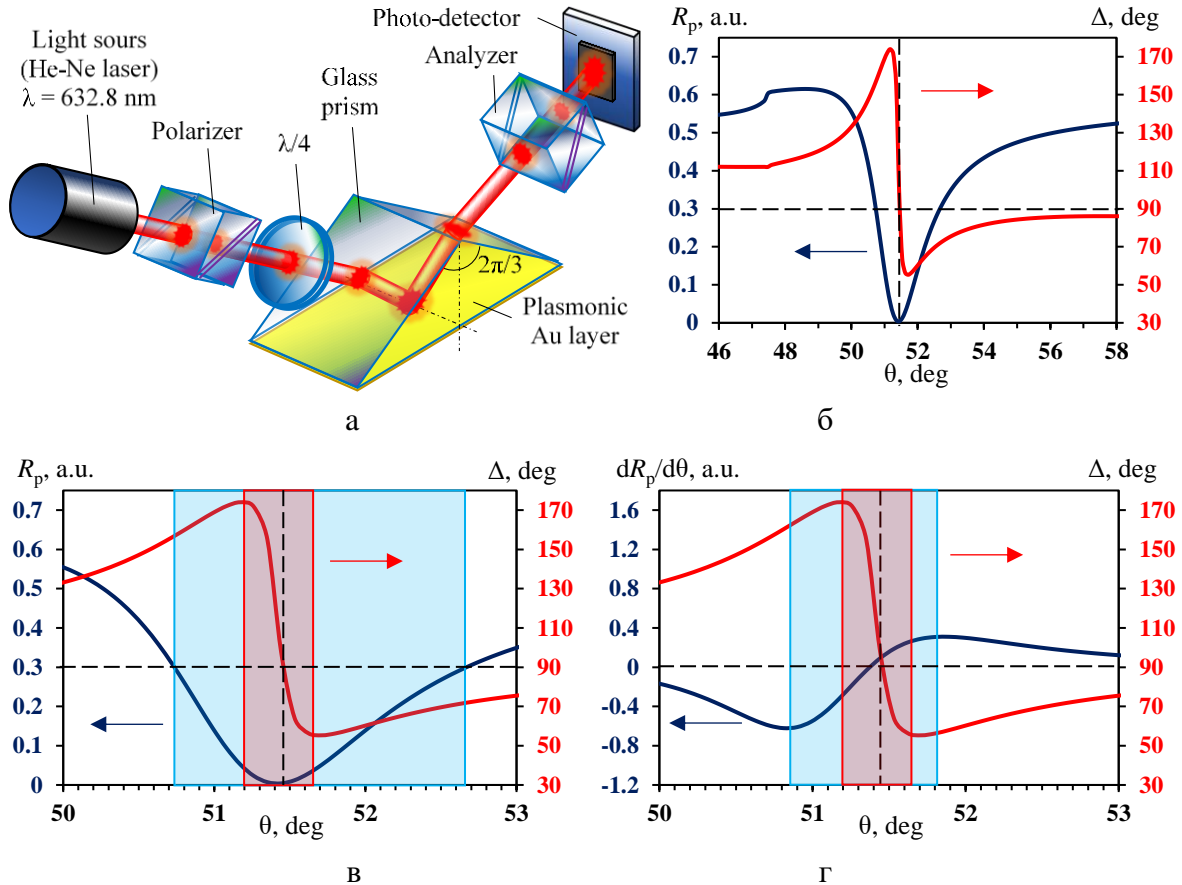 Light sours
(He-Ne laser)
λ = 632.8 nm
Polarizer
λ/4
Glass
prism
Analyzer
Photo-detector
2π/3
Plasmonic
Au layer
а
Rp, a.u.
Δ, deg
0.7
0.6
0.5
0.4
0.3
0.2
0.1
0
170
150
130
110
90
70
50
30
46 48 50 52 54 56 58
θ, deg
б
Rp, a.u.
Δ, deg
0.7
0.6
0.5
0.4
0.3
0.2
0.1
0
170
150
130
110
90
70
50
30
50 51 52 53
θ, deg
в
dRp/dθ, a.u.
Δ, deg
1.6
1.2
0.8
0.4
0
-0.4
-0.8
-1.2
170
150
130
110
90
70
50
30
50 51 52 53
θ, deg
г